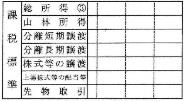 課税標準
総所得③
山林所得
分離短期譲渡
分離長期譲渡
株式等の譲渡
上場株式等の配当等
先物取引